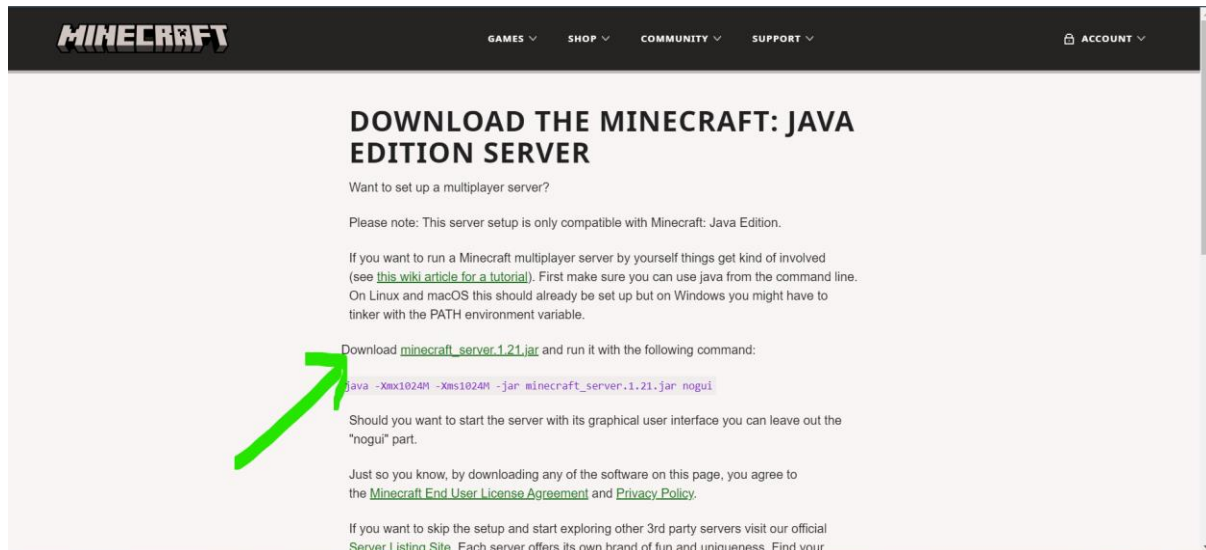 MINECRAFT
GAMES
SHOP
COMMUNITY
SUPPORT
ACCOUNT
DOWNLOAD THE MINECRAFT: JAVA
EDITION SERVER
Want to set up a multiplayer server?
Please note: This server setup is only compatible with Minecraft: Java Edition.
If you want to run a Minecraft multiplayer server by yourself things get kind of involved
(see this wiki article for a tutorial). First make sure you can use java from the command line.
On Linux and macOS this should already be set up but on Windows you might have to
tinker with the PATH environment variable.
Download minecraft_server.1.21.jar and run it with the following command:
java -Xmx1024M -Xms1024M -jar minecraft_server.1.21.jar nogui
Should you want to start the server with its graphical user interface you can leave out the
"nogui" part.
Just so you know, by downloading any of the software on this page, you agree to
the Minecraft End User License Agreement and Privacy Policy.
If you want to skip the setup and start exploring other 3rd party servers visit our official
Server Listing Site. Each server offers its own brand of fun and uniqueness. Find your